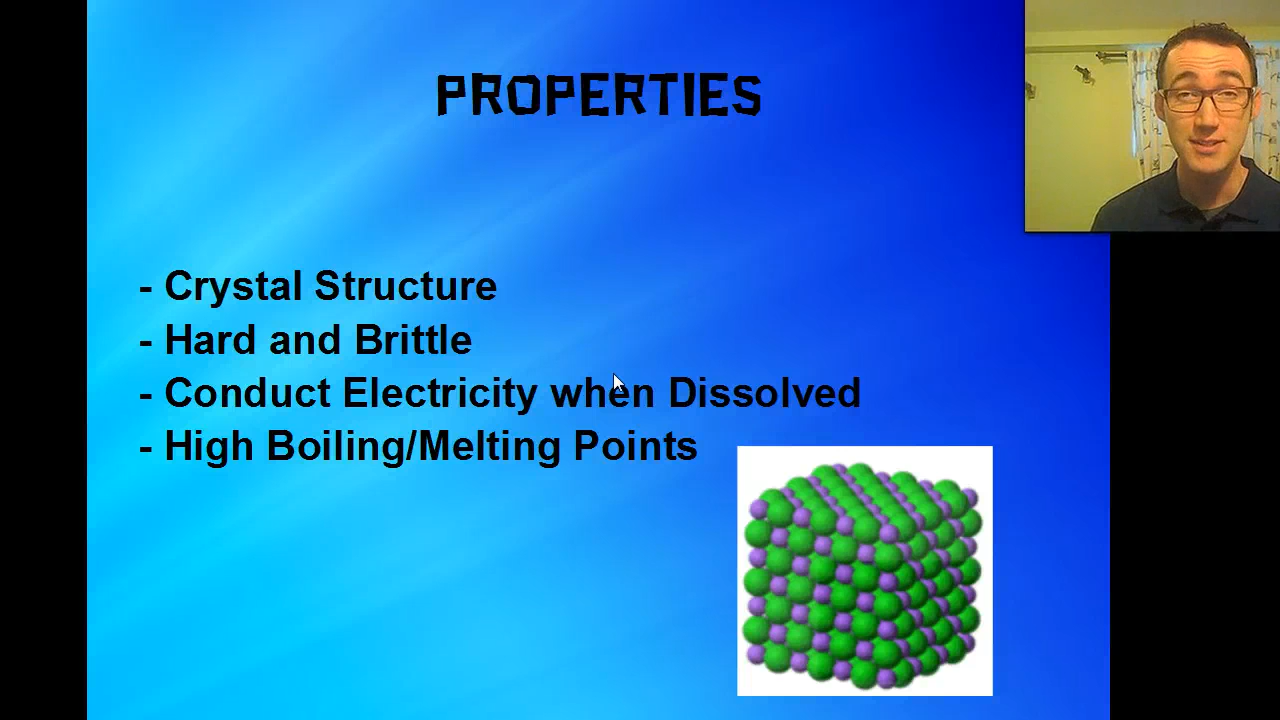 PROPERTIES
- Crystal Structure
- Hard and Brittle
- Conduct Electricity when Dissolved
- High Boiling/Melting Points